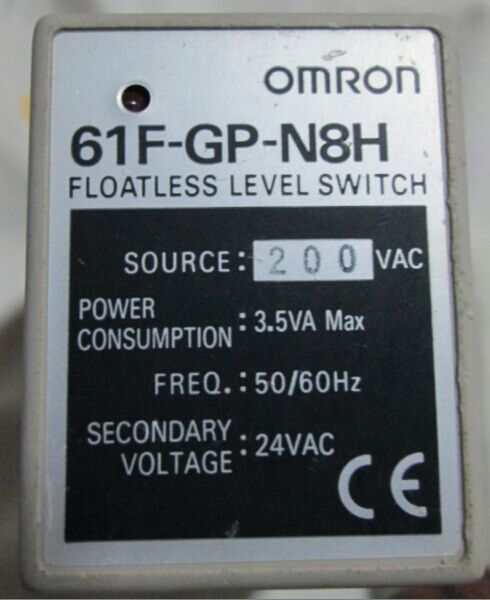 OMRON
61F-GP-N8H
FLOATLESS LEVEL SWITCH
SOURCE: 200 VAC
POWER
CONSUMPTION : 3.5VA Max
FREQ.: 50/60Hz
SECONDARY
VOLTAGE : 24VAC
CE